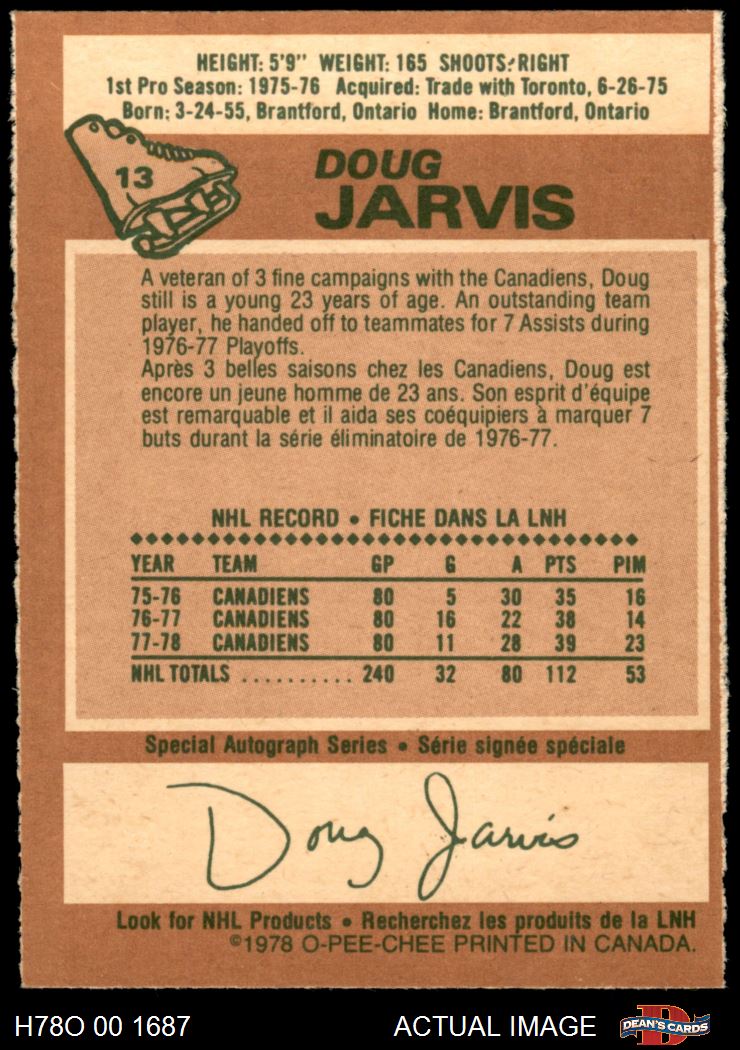 HEIGHT: 5'9" WEIGHT: 165 SHOOTS: RIGHT
1st Pro Season: 1975-76 Acquired: Trade with Toronto, 6-26-75
Born: 3-24-55, Brantford, Ontario Home: Brantford, Ontario
13
DOUG
JARVIS
A veteran of 3 fine campaigns with the Canadiens, Doug
still is a young 23 years of age. An outstanding team
player, he handed off to teammates for 7 Assists during
1976-77 Playoffs.
Après 3 belles saisons chez les Canadiens, Doug est
encore un jeune homme de 23 ans. Son esprit d'équipe
est remarquable et il aida ses coéquipiers à marquer 7
buts durant la série éliminatoire de 1976-77.
NHL RECORD • FICHE DANS LA LNH
YEAR TEAM GP G A PTS PIM
75-76 CANADIENS 80 5 30 35 16
76-77 CANADIENS 80 16 22 38 14
77-78 CANADIENS 80 11 28 39 23
NHL TOTALS .......... 240 32 80 112 53
Special Autograph Series • Série signée spéciale
Doug Jarvis
Look for NHL Products • Recherchez les produits de la LNH
©1978 O-PEE-CHEE PRINTED IN CANADA.
H78O 00 1687 ACTUAL IMAGE
D
DEAN'S CARDS